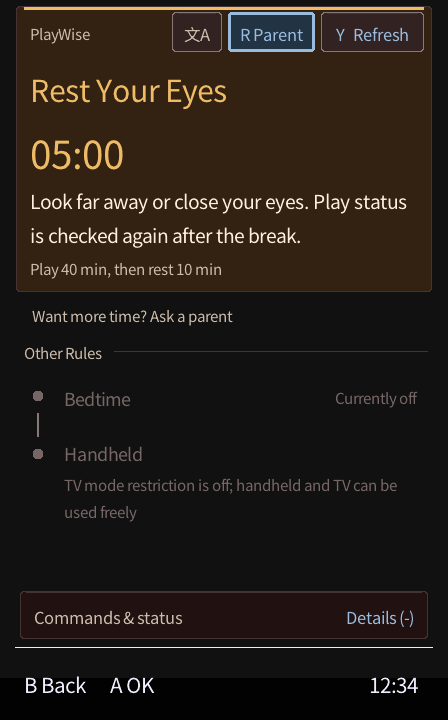 PlayWise
文A
R Parent
Y Refresh
Rest Your Eyes
05:00
Look far away or close your eyes. Play status
is checked again after the break.
Play 40 min, then rest 10 min
Want more time? Ask a parent
Other Rules
Bedtime
Currently off
Handheld
TV mode restriction is off; handheld and TV can be
used freely
Commands & status
Details (-)
B Back
A OK
12:34